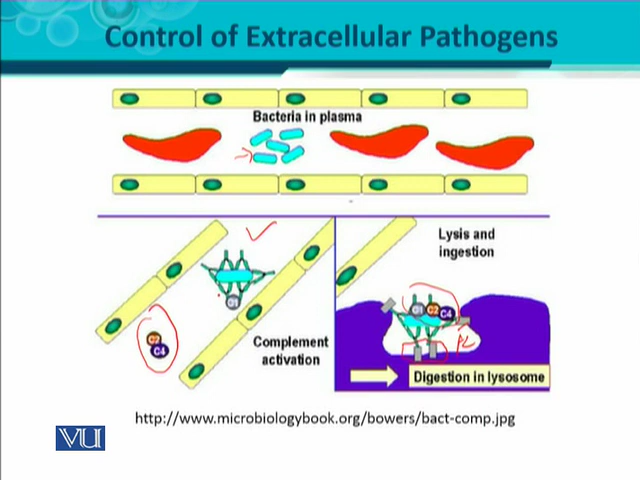 Control of Extracellular Pathogens
Bacteria in plasma
Lysis and
ingestion
C1
C2
C4
Complement
activation
C1 C2 C4
Digestion in lysosome
http://www.microbiologybook.org/bowers/bact-comp.jpg
VU